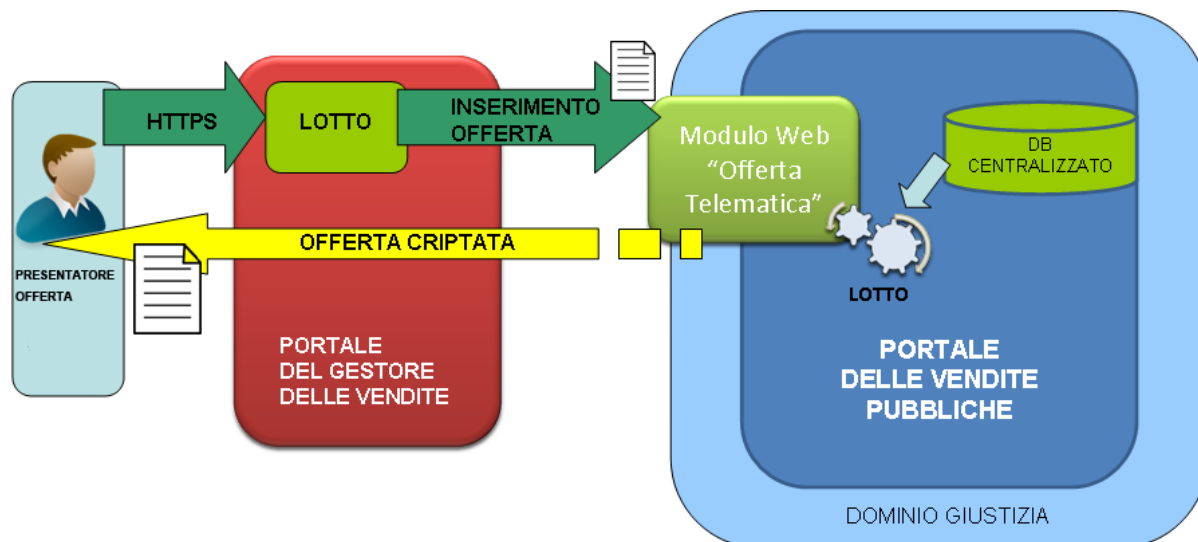 HTTPS
LOTTO
INSERIMENTO
OFFERTA
Modulo Web
“Offerta
Telematica”
DB
CENTRALIZZATO
OFFERTA CRIPTATA
PRESENTATORE
OFFERTA
LOTTO
PORTALE
DEL GESTORE
DELLE VENDITE
PORTALE
DELLE VENDITE
PUBBLICHE
DOMINIO GIUSTIZIA